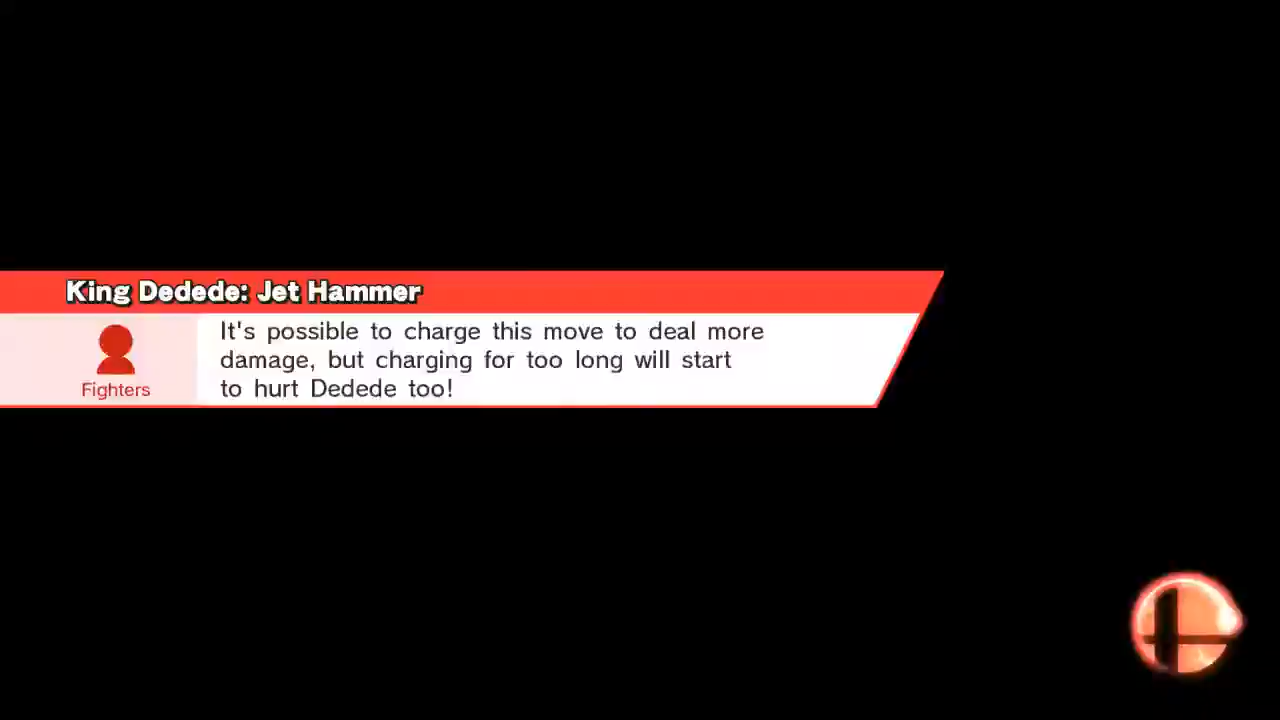 King Dedede: Jet Hammer
It's possible to charge this move to deal more
damage, but charging for too long will start
to hurt Dedede too!
Fighters